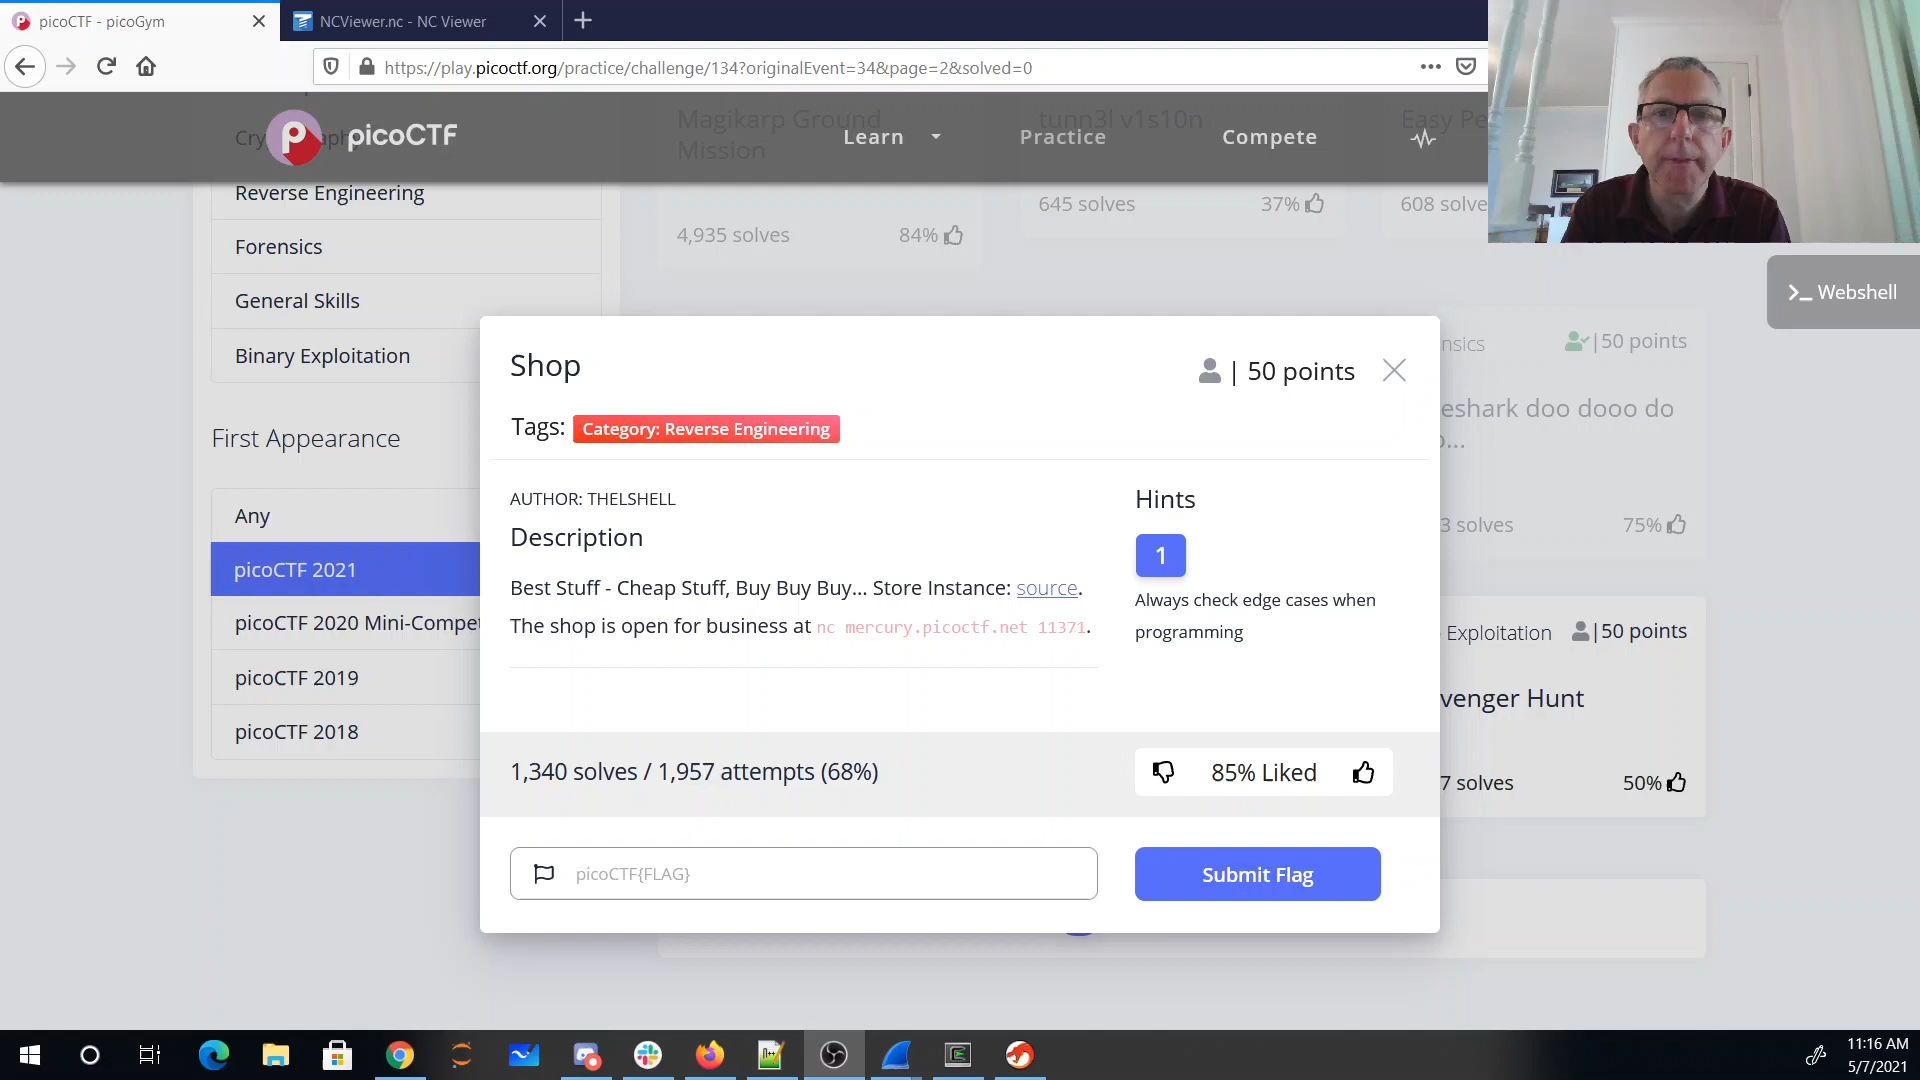 picoCTF - picoGym
NCViewer.nc - NC Viewer
https://play.picoctf.org/practice/challenge/134?originalEvent=34&page=2&solved=0
picoCTF
Learn
Practice
Compete
Magikarp Ground
Mission
tunn3l v1s10n
Easy Pe
4,935 solves
84%
645 solves
37%
608 solve
Reverse Engineering
Forensics
General Skills
Binary Exploitation
First Appearance
Any
picoCTF 2021
picoCTF 2020 Mini-Compet
picoCTF 2019
picoCTF 2018
>_ Webshell
Shop
| 50 points
Tags: Category: Reverse Engineering
AUTHOR: THELSHELL
Description
Best Stuff - Cheap Stuff, Buy Buy Buy... Store Instance: source.
The shop is open for business at nc mercury.picoctf.net 11371.
Hints
1
Always check edge cases when
programming
1,340 solves / 1,957 attempts (68%)
85% Liked
picoCTF{FLAG}
Submit Flag
nsics
|50 points
eshark doo dooo do
o...
3 solves
75%
Exploitation
|50 points
venger Hunt
7 solves
50%
11:16 AM
5/7/2021